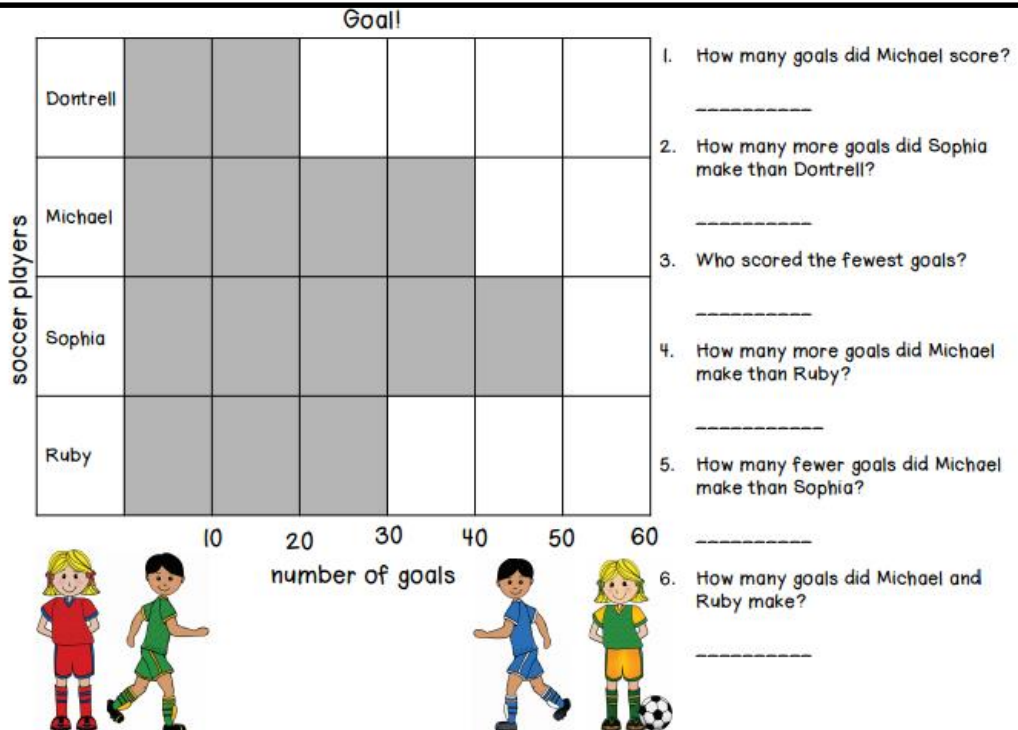 Goal!
soccer players
Dontrell
Michael
Sophia
Ruby
10 20 30 40 50 60
number of goals
1. How many goals did Michael score?
__________
2. How many more goals did Sophia
make than Dontrell?
__________
3. Who scored the fewest goals?
__________
4. How many more goals did Michael
make than Ruby?
___________
5. How many fewer goals did Michael
make than Sophia?
__________
6. How many goals did Michael and
Ruby make?
__________